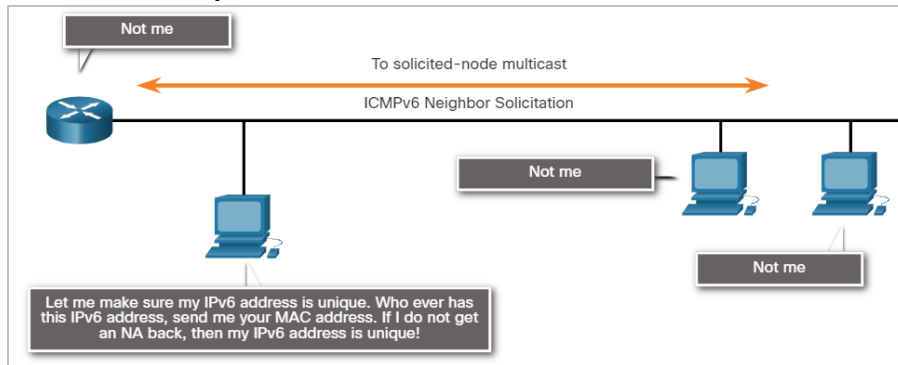 Not me
To solicited-node multicast
ICMPv6 Neighbor Solicitation
Not me
Not me
Let me make sure my IPv6 address is unique. Who ever has
this IPv6 address, send me your MAC address. If I do not get
an NA back, then my IPv6 address is unique!